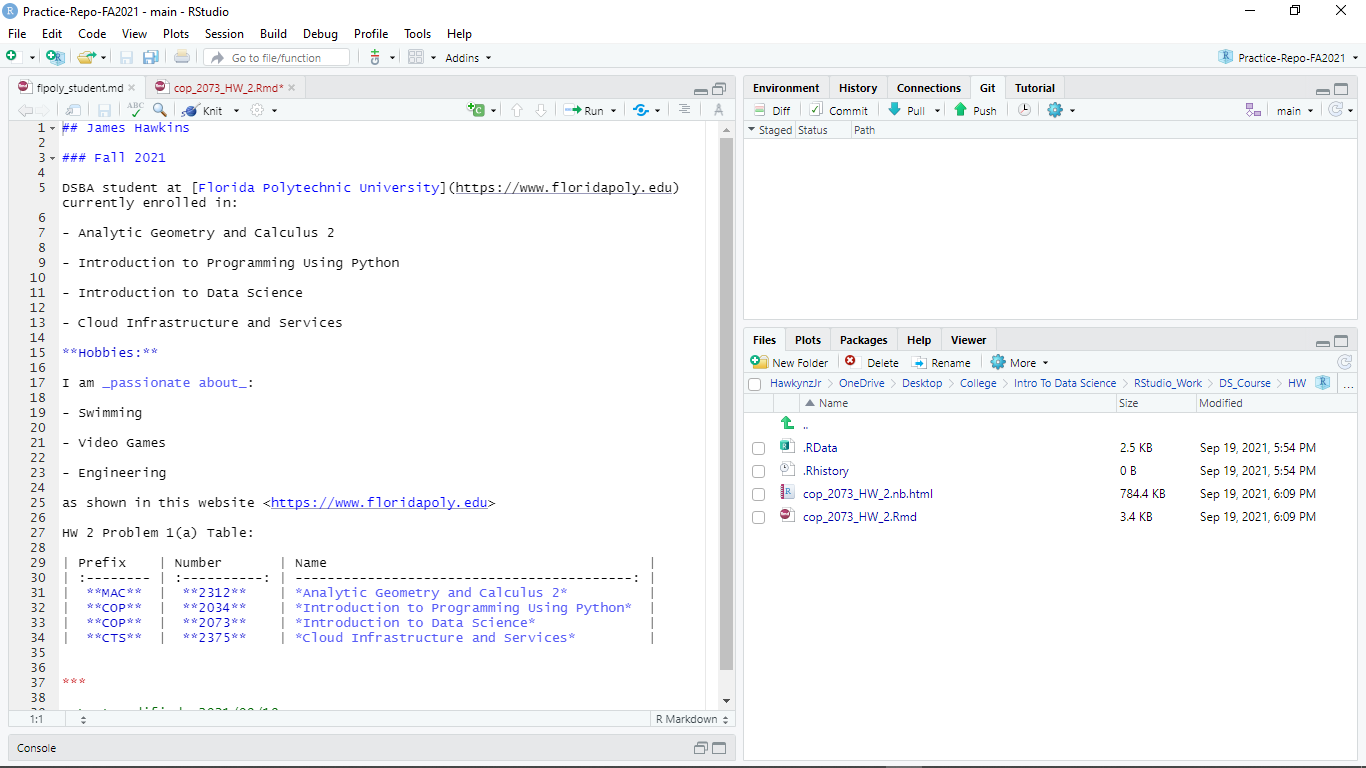 Practice-Repo-FA2021 - main - RStudio
File Edit Code View Plots Session Build Debug Profile Tools Help
Go to file/function Addins Practice-Repo-FA2021
flpoly_student.md cop_2073_HW_2.Rmd*
ABC Knit Run
1 ## James Hawkins
2
3 ### Fall 2021
4
5 DSBA student at [Florida Polytechnic University](https://www.floridapoly.edu)
currently enrolled in:
6
7 - Analytic Geometry and Calculus 2
8
9 - Introduction to Programming Using Python
10
11 - Introduction to Data Science
12
13 - Cloud Infrastructure and Services
14
15 **Hobbies:**
16
17 I am _passionate about_:
18
19 - Swimming
20
21 - Video Games
22
23 - Engineering
24
25 as shown in this website <https://www.floridapoly.edu>
26
27 HW 2 Problem 1(a) Table:
28
29 | Prefix | Number | Name |
30 | :-------- | :----------: | ------------------------------------------: |
31 | **MAC** | **2312** | *Analytic Geometry and Calculus 2* |
32 | **COP** | **2034** | *Introduction to Programming Using Python* |
33 | **COP** | **2073** | *Introduction to Data Science* |
34 | **CTS** | **2375** | *Cloud Infrastructure and Services* |
35
36
37 ***
38
1:1 R Markdown
Console
Environment History Connections Git Tutorial
Diff Commit Pull Push main
Staged Status Path
Files Plots Packages Help Viewer
New Folder Delete Rename More
HawkynzJr OneDrive Desktop College Intro To Data Science RStudio_Work DS_Course HW ...
Name Size Modified
..
.RData 2.5 KB Sep 19, 2021, 5:54 PM
.Rhistory 0 B Sep 19, 2021, 5:54 PM
cop_2073_HW_2.nb.html 784.4 KB Sep 19, 2021, 6:09 PM
cop_2073_HW_2.Rmd 3.4 KB Sep 19, 2021, 6:09 PM